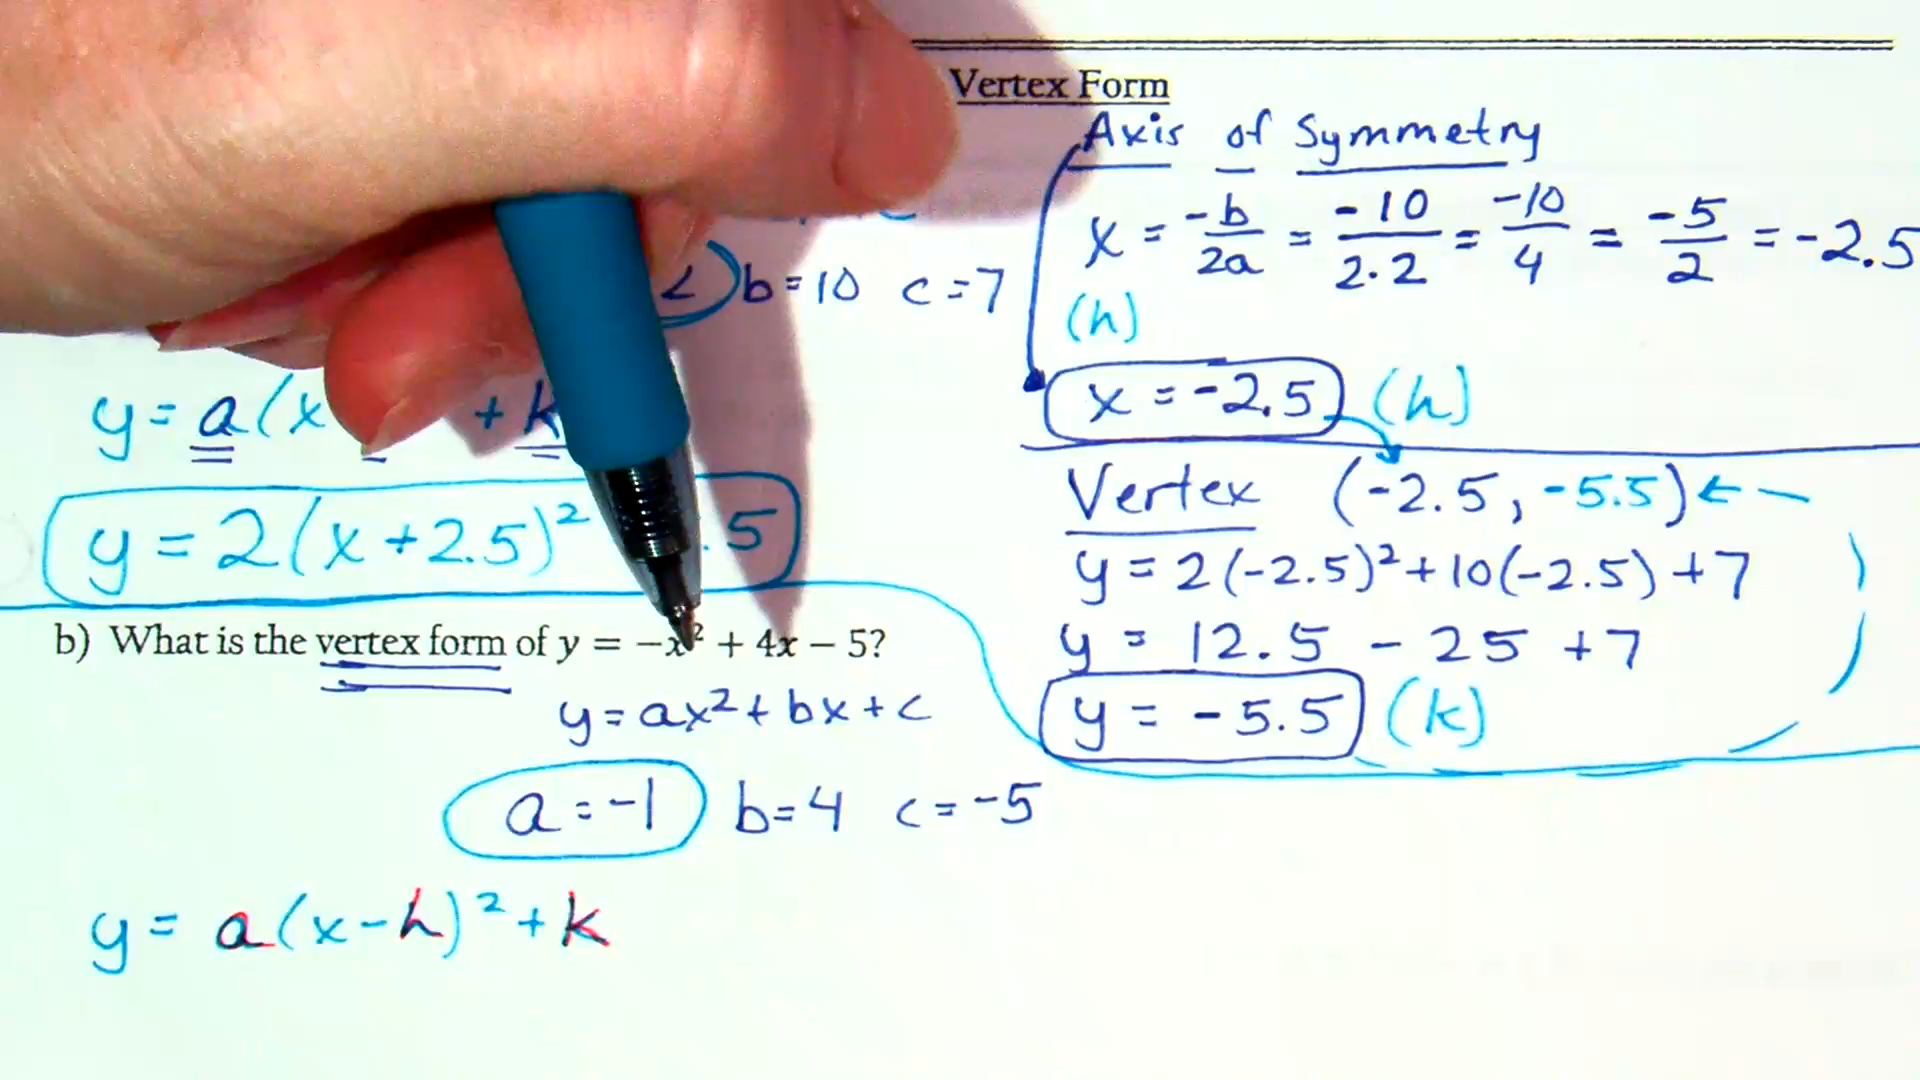 Vertex Form
Axis of Symmetry
x = -b/2a = -10/2·2 = -10/4 = -5/2 = -2.5
(h)
b=10 c=7
x = -2.5 (h)
y = a(x + k
Vertex (-2.5, -5.5)←
y = 2(x+2.5)² .5
y = 2(-2.5)²+10(-2.5)+7
y = 12.5 - 25 +7
y = -5.5 (k)
b) What is the vertex form of y = −x² + 4x − 5?
y=ax²+bx+c
a=-1 b=4 c=-5
y= a(x-h)²+k